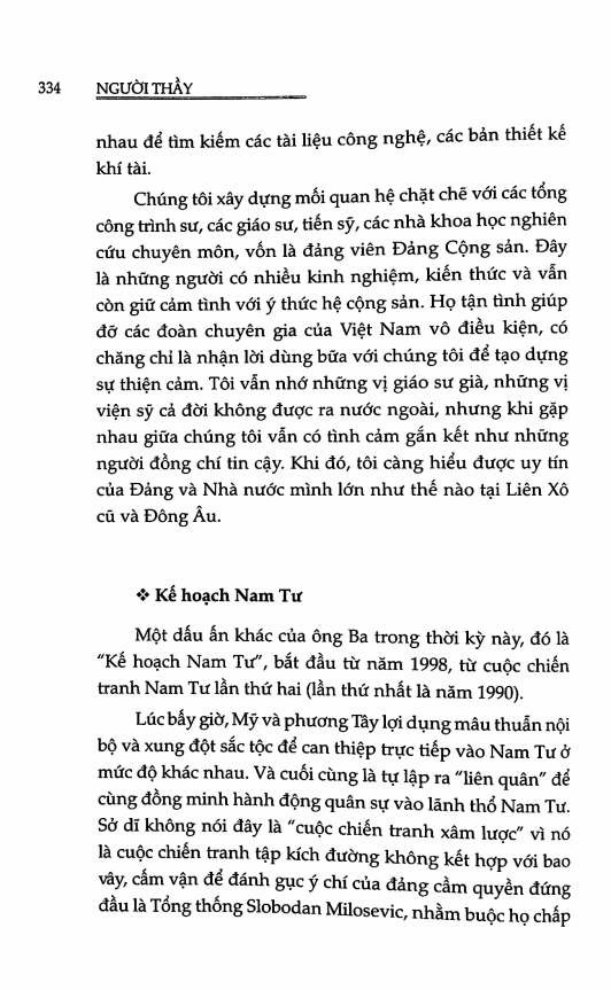 334 NGƯỜI THẦY
nhau để tìm kiếm các tài liệu công nghệ, các bản thiết kế
khí tài.
Chúng tôi xây dựng mối quan hệ chặt chẽ với các tổng
công trình sư, các giáo sư, tiến sỹ, các nhà khoa học nghiên
cứu chuyên môn, vốn là đảng viên Đảng Cộng sản. Đây
là những người có nhiều kinh nghiệm, kiến thức và vẫn
còn giữ cảm tình với ý thức hệ cộng sản. Họ tận tình giúp
đỡ các đoàn chuyên gia của Việt Nam vô điều kiện, có
chăng chỉ là nhận lời dùng bữa với chúng tôi để tạo dựng
sự thiện cảm. Tôi vẫn nhớ những vị giáo sư già, những vị
viện sỹ cả đời không được ra nước ngoài, nhưng khi gặp
nhau giữa chúng tôi vẫn có tình cảm gắn kết như những
người đồng chí tin cậy. Khi đó, tôi càng hiểu được uy tín
của Đảng và Nhà nước mình lớn như thế nào tại Liên Xô
cũ và Đông Âu.
❖ Kế hoạch Nam Tư
Một dấu ấn khác của ông Ba trong thời kỳ này, đó là
"Kế hoạch Nam Tư", bắt đầu từ năm 1998, từ cuộc chiến
tranh Nam Tư lần thứ hai (lần thứ nhất là năm 1990).
Lúc bấy giờ, Mỹ và phương Tây lợi dụng mâu thuẫn nội
bộ và xung đột sắc tộc để can thiệp trực tiếp vào Nam Tư ở
mức độ khác nhau. Và cuối cùng là tự lập ra "liên quân" để
cùng đồng minh hành động quân sự vào lãnh thổ Nam Tư.
Sở dĩ không nói đây là "cuộc chiến tranh xâm lược" vì nó
là cuộc chiến tranh tập kích đường không kết hợp với bao
vây, cấm vận để đánh gục ý chí của đảng cầm quyền đứng
đầu là Tổng thống Slobodan Milosevic, nhằm buộc họ chấp